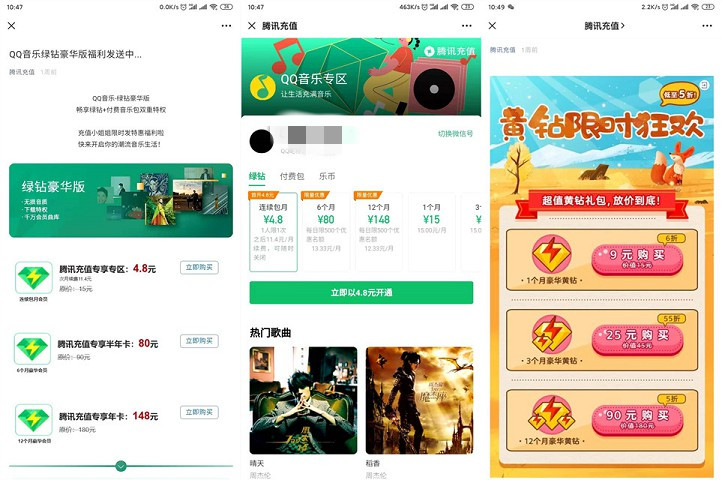 10:47
0.0K/s
38
QQ音乐绿钻豪华版福利发送中...
腾讯充值 1周前
QQ音乐-绿钻豪华版
畅享绿钻+付费音乐包双重特权
充值小姐姐限时发特惠福利啦
快来开启你的潮流音乐生活！
绿钻豪华版
·无损音质
·下载特权
·千万会员曲库
腾讯充值专享专区：4.8元
次月续费11.4元
原价：15元
立即购买
连续包月会员
腾讯充值专享半年卡：80元
原价：90元
立即购买
6个月豪华会员
腾讯充值专享年卡：148元
原价：180元
立即购买
12个月豪华会员
10:47
463K/s
腾讯充值
腾讯充值
QQ音乐专区
让生活充满音乐
切换微信号
绿钻
付费包
乐币
首月4.8元
连续包月
¥4.8
1人限1次
之后11.4元/月
续费，可随时
关闭
限量优惠
6个月
¥80
每日限500个优
惠名额
13.33元/月
限量优惠
12个月
¥148
每日限500个优
惠名额
12.33元/月
1个月
¥15
15.00元/月
立即以4.8元开通
热门歌曲
晴天
周杰伦
稻香
周杰伦
10:49
2.2K/s
腾讯充值
腾讯充值 1周前
低至5折！
黄钻限时狂欢
超值黄钻礼包，放价到底！
6折
9元购买
价值15元
·1个月豪华黄钻·
55折
25元购买
价值45元
·3个月豪华黄钻·
5折
90元购买
价值180元
·12个月豪华黄钻·